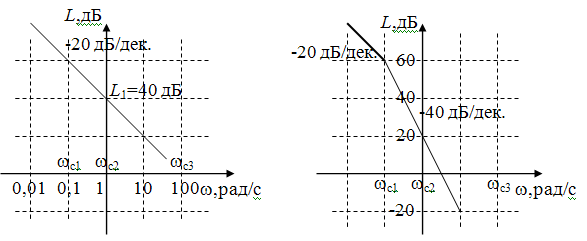 L,дБ
-20 дБ/дек.
L1=40 дБ
ωc1 ωc2 ωc3
0,01 0,1 1 10 100 ω,рад/с
L,дБ
-20 дБ/дек.
60
40
-40 дБ/дек.
20
ωc1 ωc2 ωc3 ω,рад/с
-20